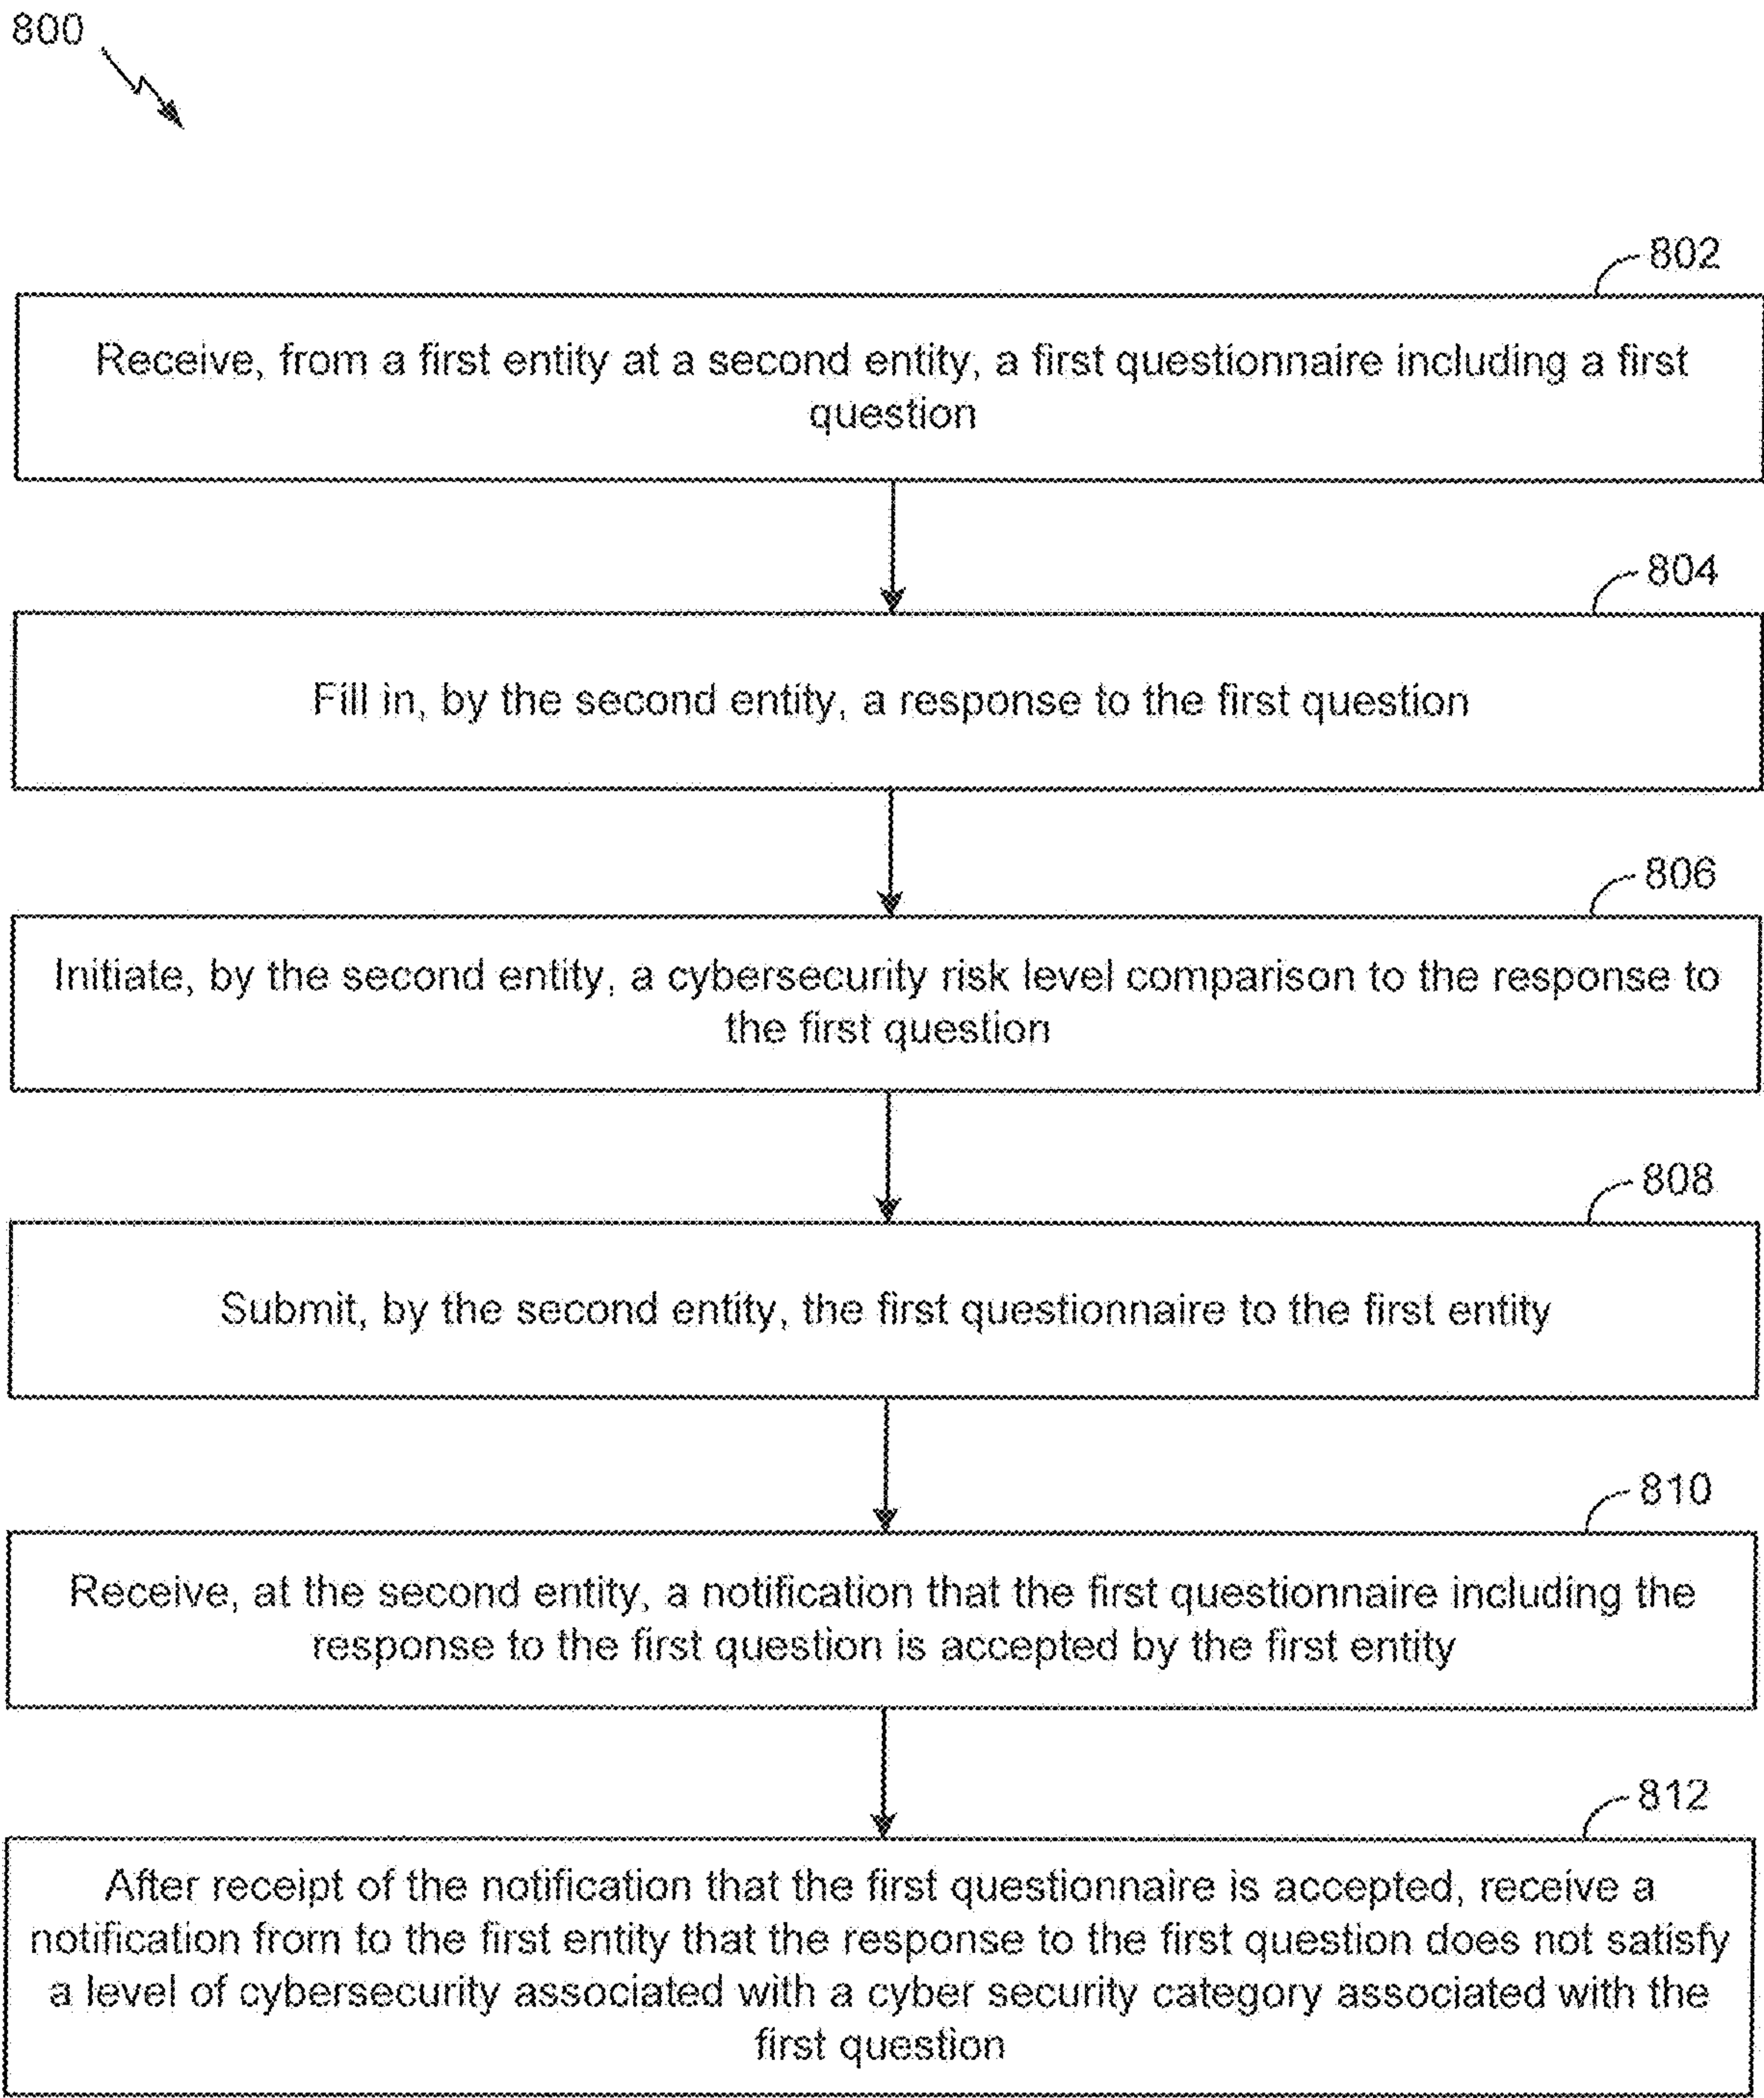 800
802
Receive, from a first entity at a second entity, a first questionnaire including a first
question
804
Fill in, by the second entity, a response to the first question
806
Initiate, by the second entity, a cybersecurity risk level comparison to the response to
the first question
808
Submit, by the second entity, the first questionnaire to the first entity
810
Receive, at the second entity, a notification that the first questionnaire including the
response to the first question is accepted by the first entity
812
After receipt of the notification that the first questionnaire is accepted, receive a
notification from to the first entity that the response to the first question does not satisfy
a level of cybersecurity associated with a cyber security category associated with the
first question